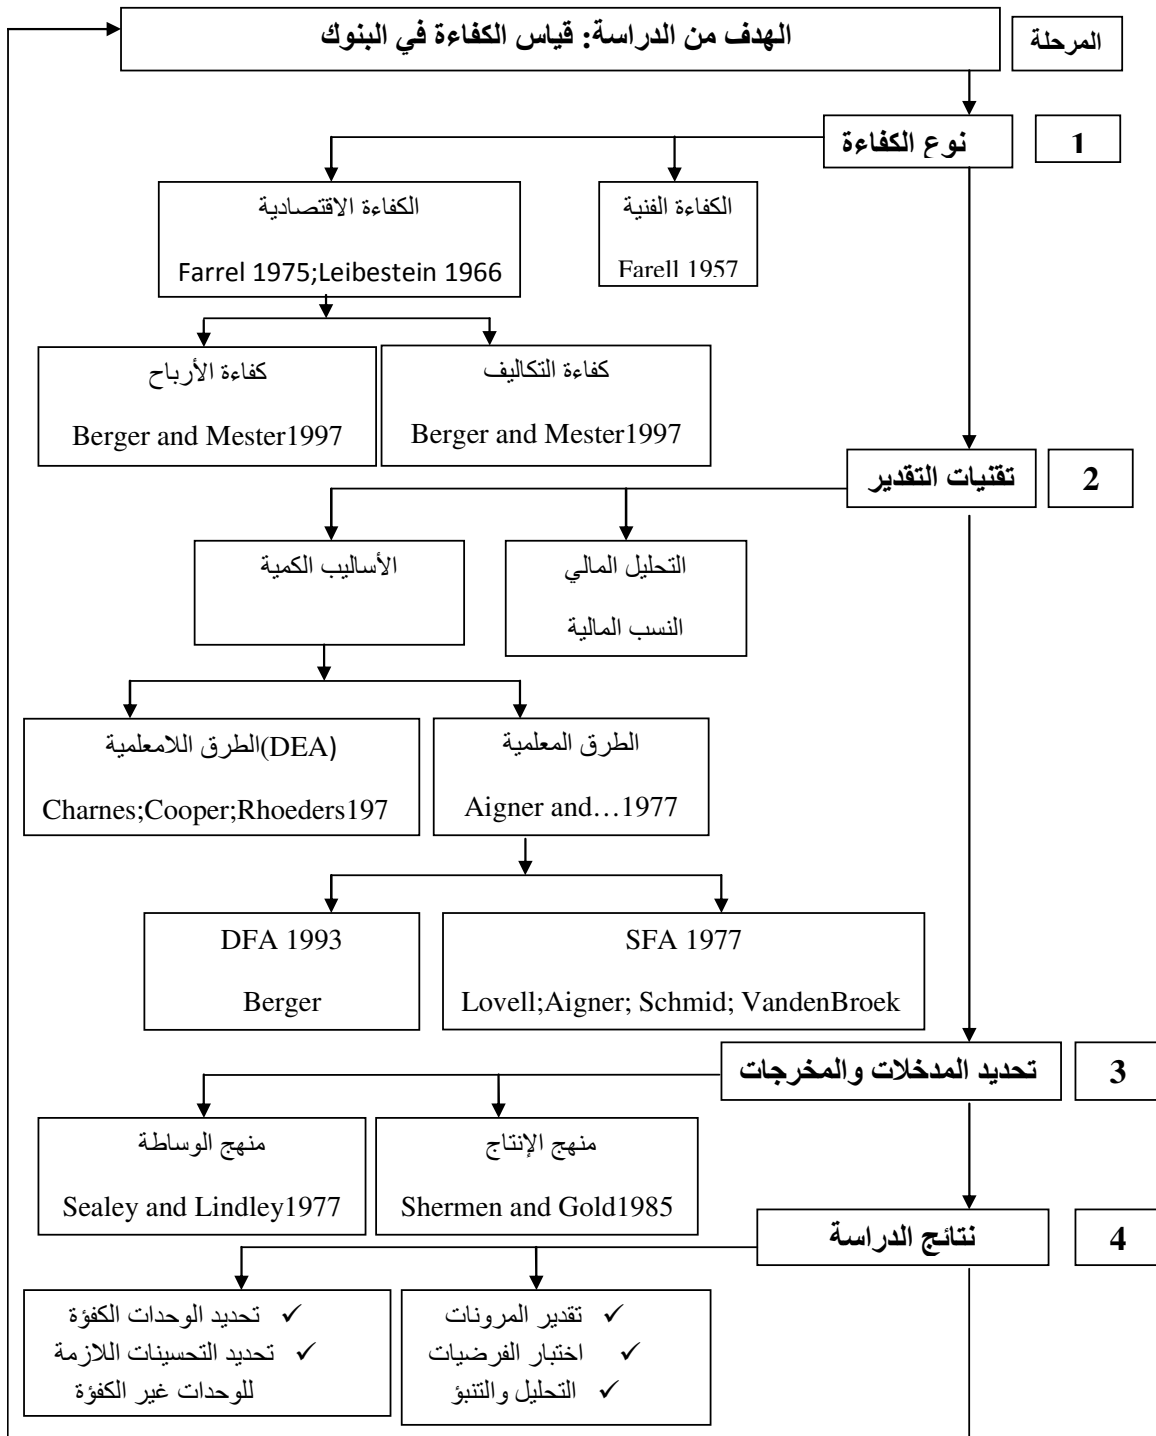 المرحلة
الهدف من الدراسة: قياس الكفاءة في البنوك
1
نوع الكفاءة
الكفاءة الفنية
Farell 1957
الكفاءة الاقتصادية
Farrel 1975;Leibestein 1966
كفاءة التكاليف
Berger and Mester1997
كفاءة الأرباح
Berger and Mester1997
2
تقنيات التقدير
التحليل المالي
النسب المالية
الأساليب الكمية
الطرق المعلمية
Aigner and…1977
الطرق اللامعلمية(DEA)
Charnes;Cooper;Rhoeders197
SFA 1977
Lovell;Aigner; Schmid; VandenBroek
DFA 1993
Berger
3
تحديد المدخلات والمخرجات
منهج الإنتاج
Shermen and Gold1985
منهج الوساطة
Sealey and Lindley1977
4
نتائج الدراسة
✓ تقدير المرونات
✓ اختبار الفرضيات
✓ التحليل والتنبؤ
✓ تحديد الوحدات الكفؤة
✓ تحديد التحسينات اللازمة
للوحدات غير الكفؤة